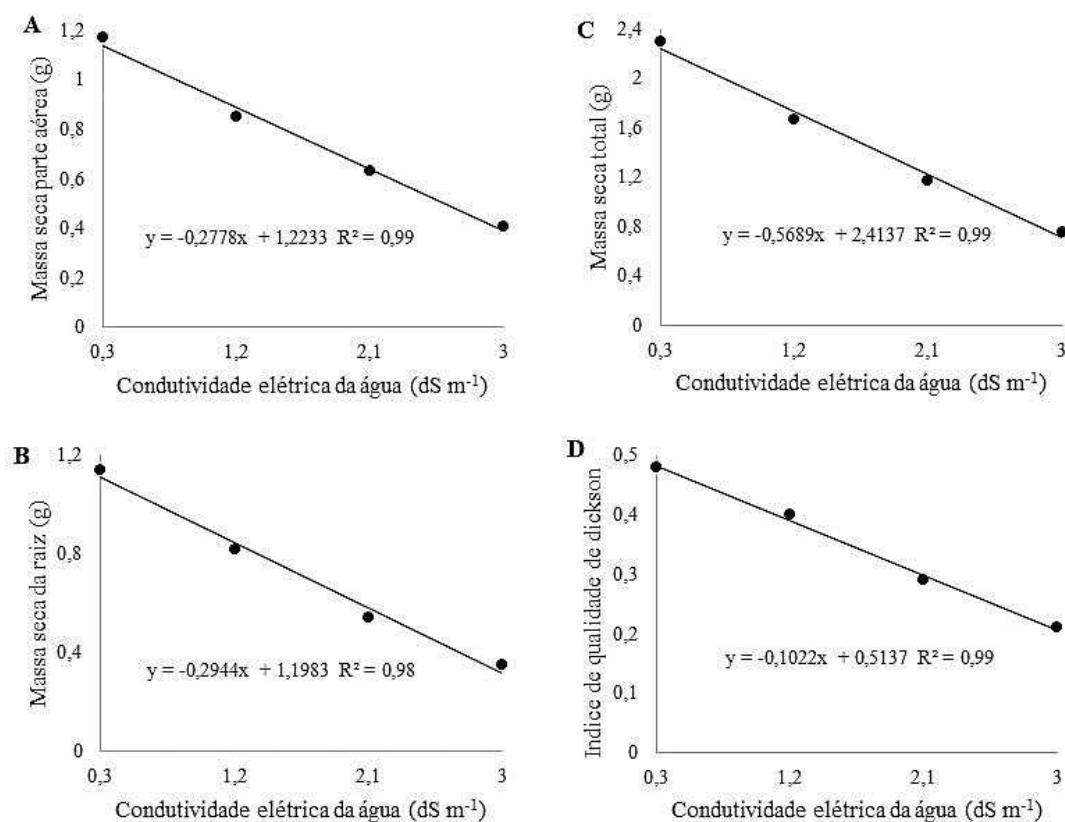 A
Massa seca parte aérea (g)
1,2
1
0,8
0,6
0,4
0,2
0
y = -0,2778x + 1,2233 R² = 0,99
0,3 1,2 2,1 3
Condutividade elétrica da água (dS m⁻¹)
C
Massa seca total (g)
2,4
2
1,6
1,2
0,8
0,4
0
y = -0,5689x + 2,4137 R² = 0,99
0,3 1,2 2,1 3
Condutividade elétrica da água (dS m⁻¹)
B
Massa seca da raiz (g)
1,2
0,8
0,4
0
y = -0,2944x + 1,1983 R² = 0,98
0,3 1,2 2,1 3
Condutividade elétrica da água (dS m⁻¹)
D
Indice de qualidade de dickson
0,5
0,4
0,3
0,2
0,1
0
y = -0,1022x + 0,5137 R² = 0,99
0,3 1,2 2,1 3
Condutividade elétrica da água (dS m⁻¹)